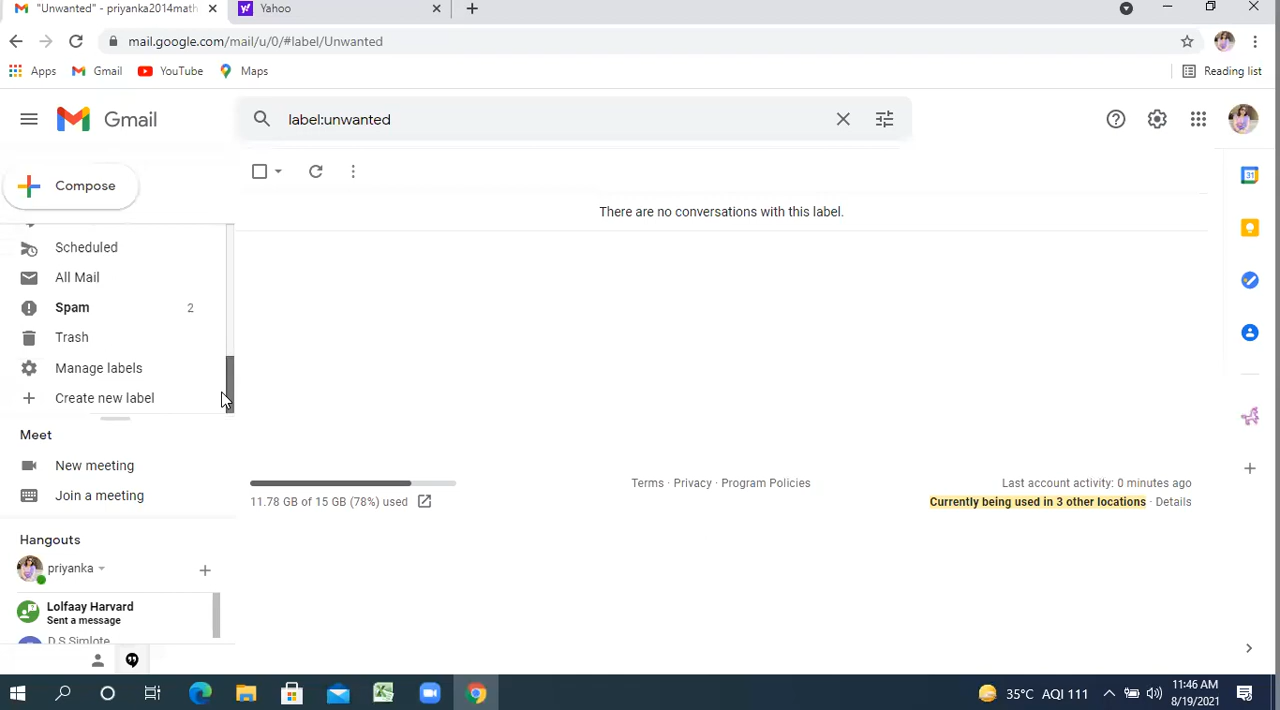 "Unwanted" - priyanka2014math
Yahoo
mail.google.com/mail/u/0/#label/Unwanted
Apps
Gmail
YouTube
Maps
Reading list
Gmail
label:unwanted
Compose
There are no conversations with this label.
Scheduled
All Mail
Spam 2
Trash
Manage labels
Create new label
Meet
New meeting
Join a meeting
11.78 GB of 15 GB (78%) used
Terms · Privacy · Program Policies
Last account activity: 0 minutes ago
Currently being used in 3 other locations · Details
Hangouts
priyanka
Lolfaay Harvard
Sent a message
D S Simlote
31
35°C AQI 111
11:46 AM
8/19/2021